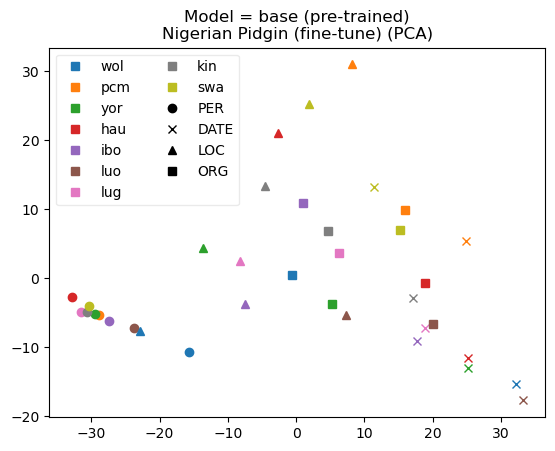 Model = base (pre-trained)
Nigerian Pidgin (fine-tune) (PCA)
wol
pcm
yor
hau
ibo
luo
lug
kin
swa
PER
DATE
LOC
ORG
30
20
10
0
−10
−20
−30
−20
−10
0
10
20
30